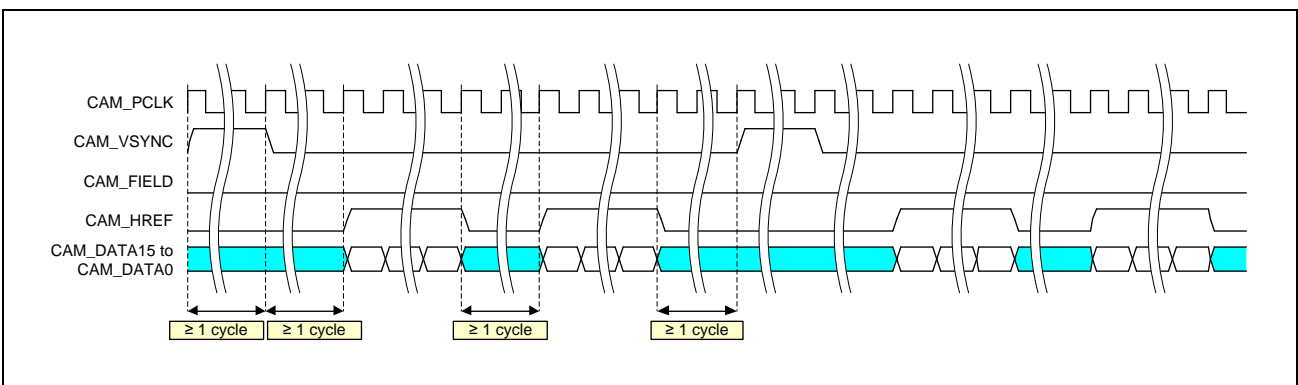 CAM_PCLK
CAM_VSYNC
CAM_FIELD
CAM_HREF
CAM_DATA15 to
CAM_DATA0
≥ 1 cycle
≥ 1 cycle
≥ 1 cycle
≥ 1 cycle